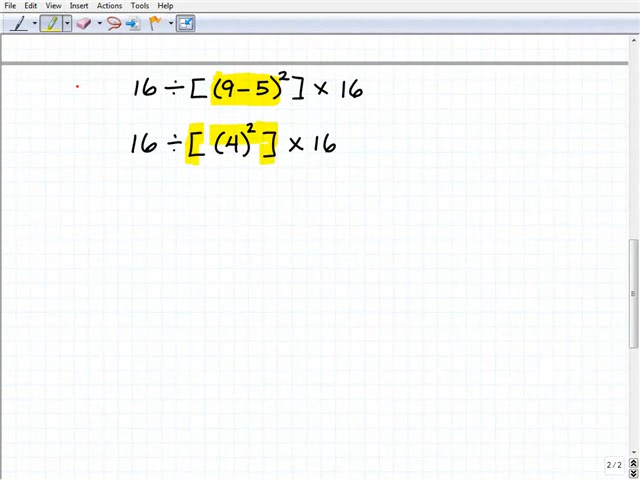 File Edit View Insert Actions Tools Help
16 ÷ [ (9 − 5)² ] × 16
16 ÷ [ (4)² ] × 16
2 / 2